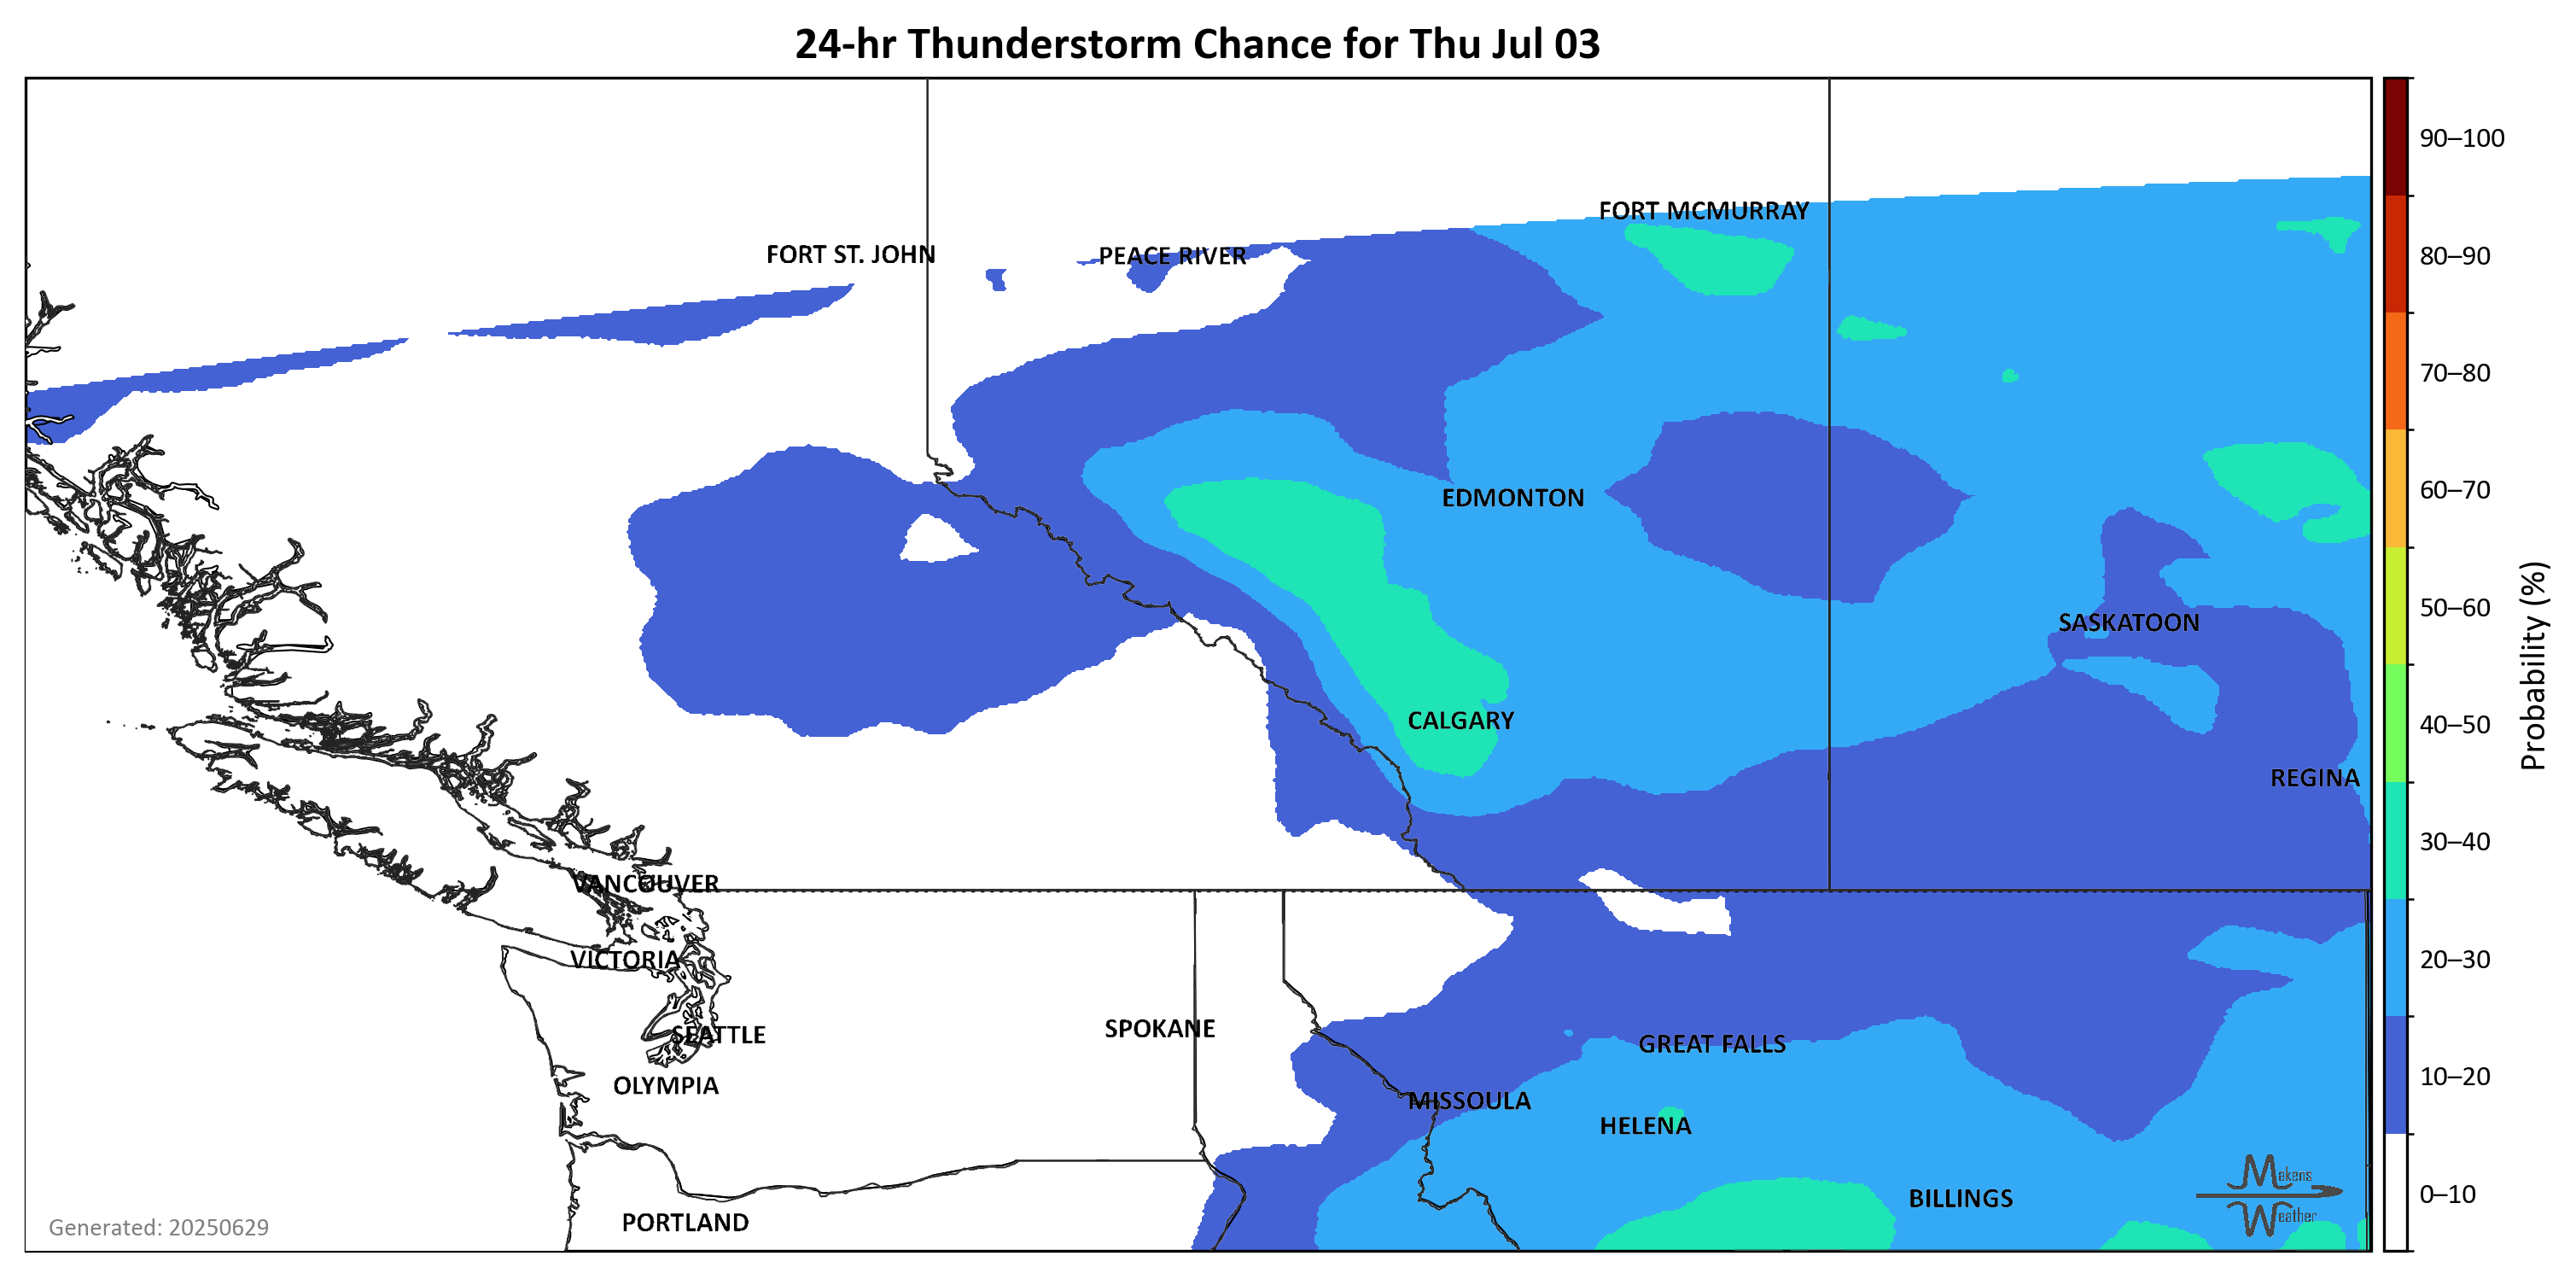 24-hr Thunderstorm Chance for Thu Jul 03
90–100
FORT MCMURRAY
FORT ST. JOHN
PEACE RIVER
80–90
70–80
60–70
EDMONTON
50–60
SASKATOON
Probability (%)
CALGARY
40–50
REGINA
30–40
VANCOUVER
VICTORIA
20–30
SPOKANE
SEATTLE
GREAT FALLS
OLYMPIA
10–20
MISSOULA
HELENA
Makens
Weather
BILLINGS
0–10
PORTLAND
Generated: 20250629